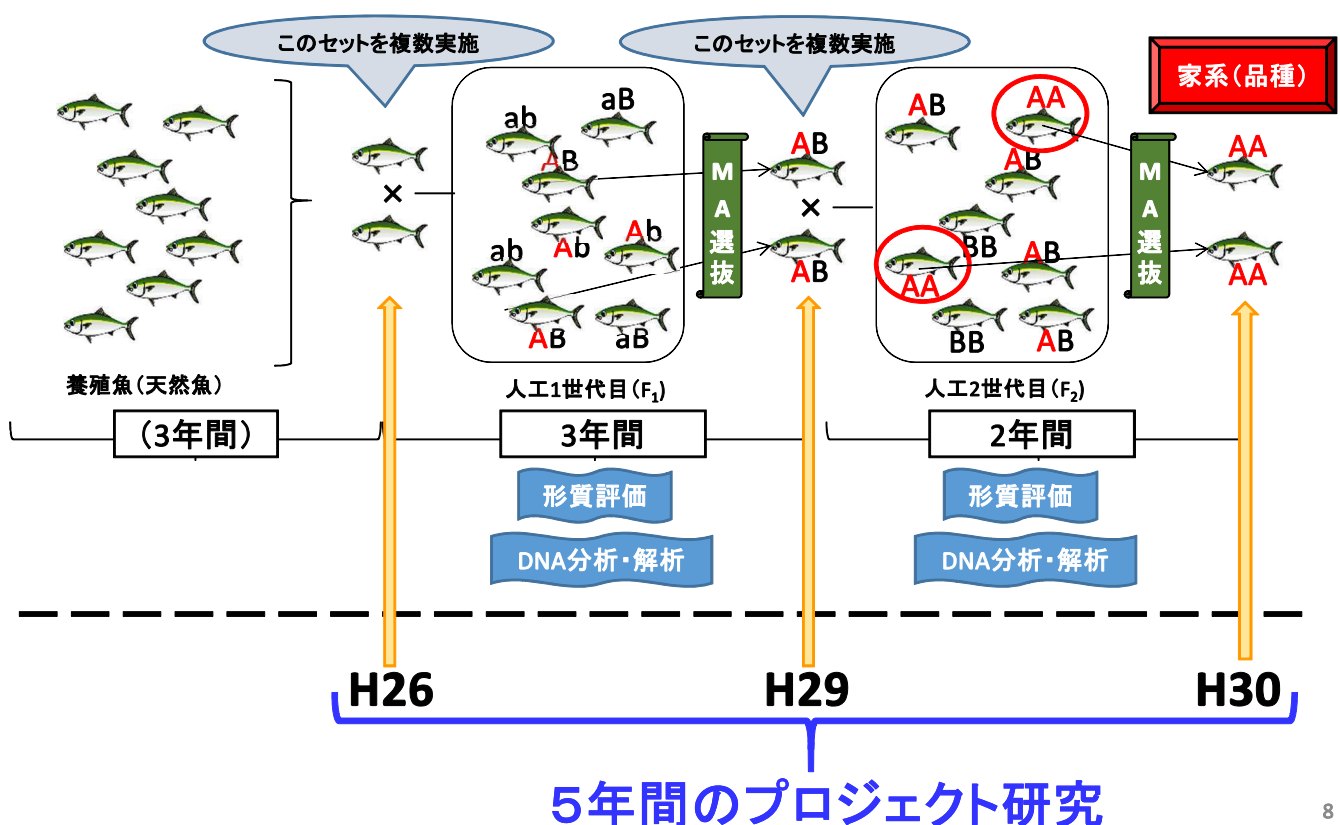 このセットを複数実施
このセットを複数実施
家系(品種)
ab
aB
AB
Ab
Ab
ab
AB
aB
M
A
選
抜
×
AB
×
AB
AB
AA
AB
BB
AA
AB
BB
AB
M
A
選
抜
AA
AA
養殖魚(天然魚)
人工1世代目(F₁)
人工2世代目(F₂)
(3年間)
3年間
2年間
形質評価
形質評価
DNA分析・解析
DNA分析・解析
H26
H29
H30
5年間のプロジェクト研究
8